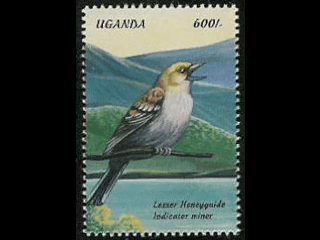 UGANDA 600/-
Lesser Honeyguide
Indicator minor